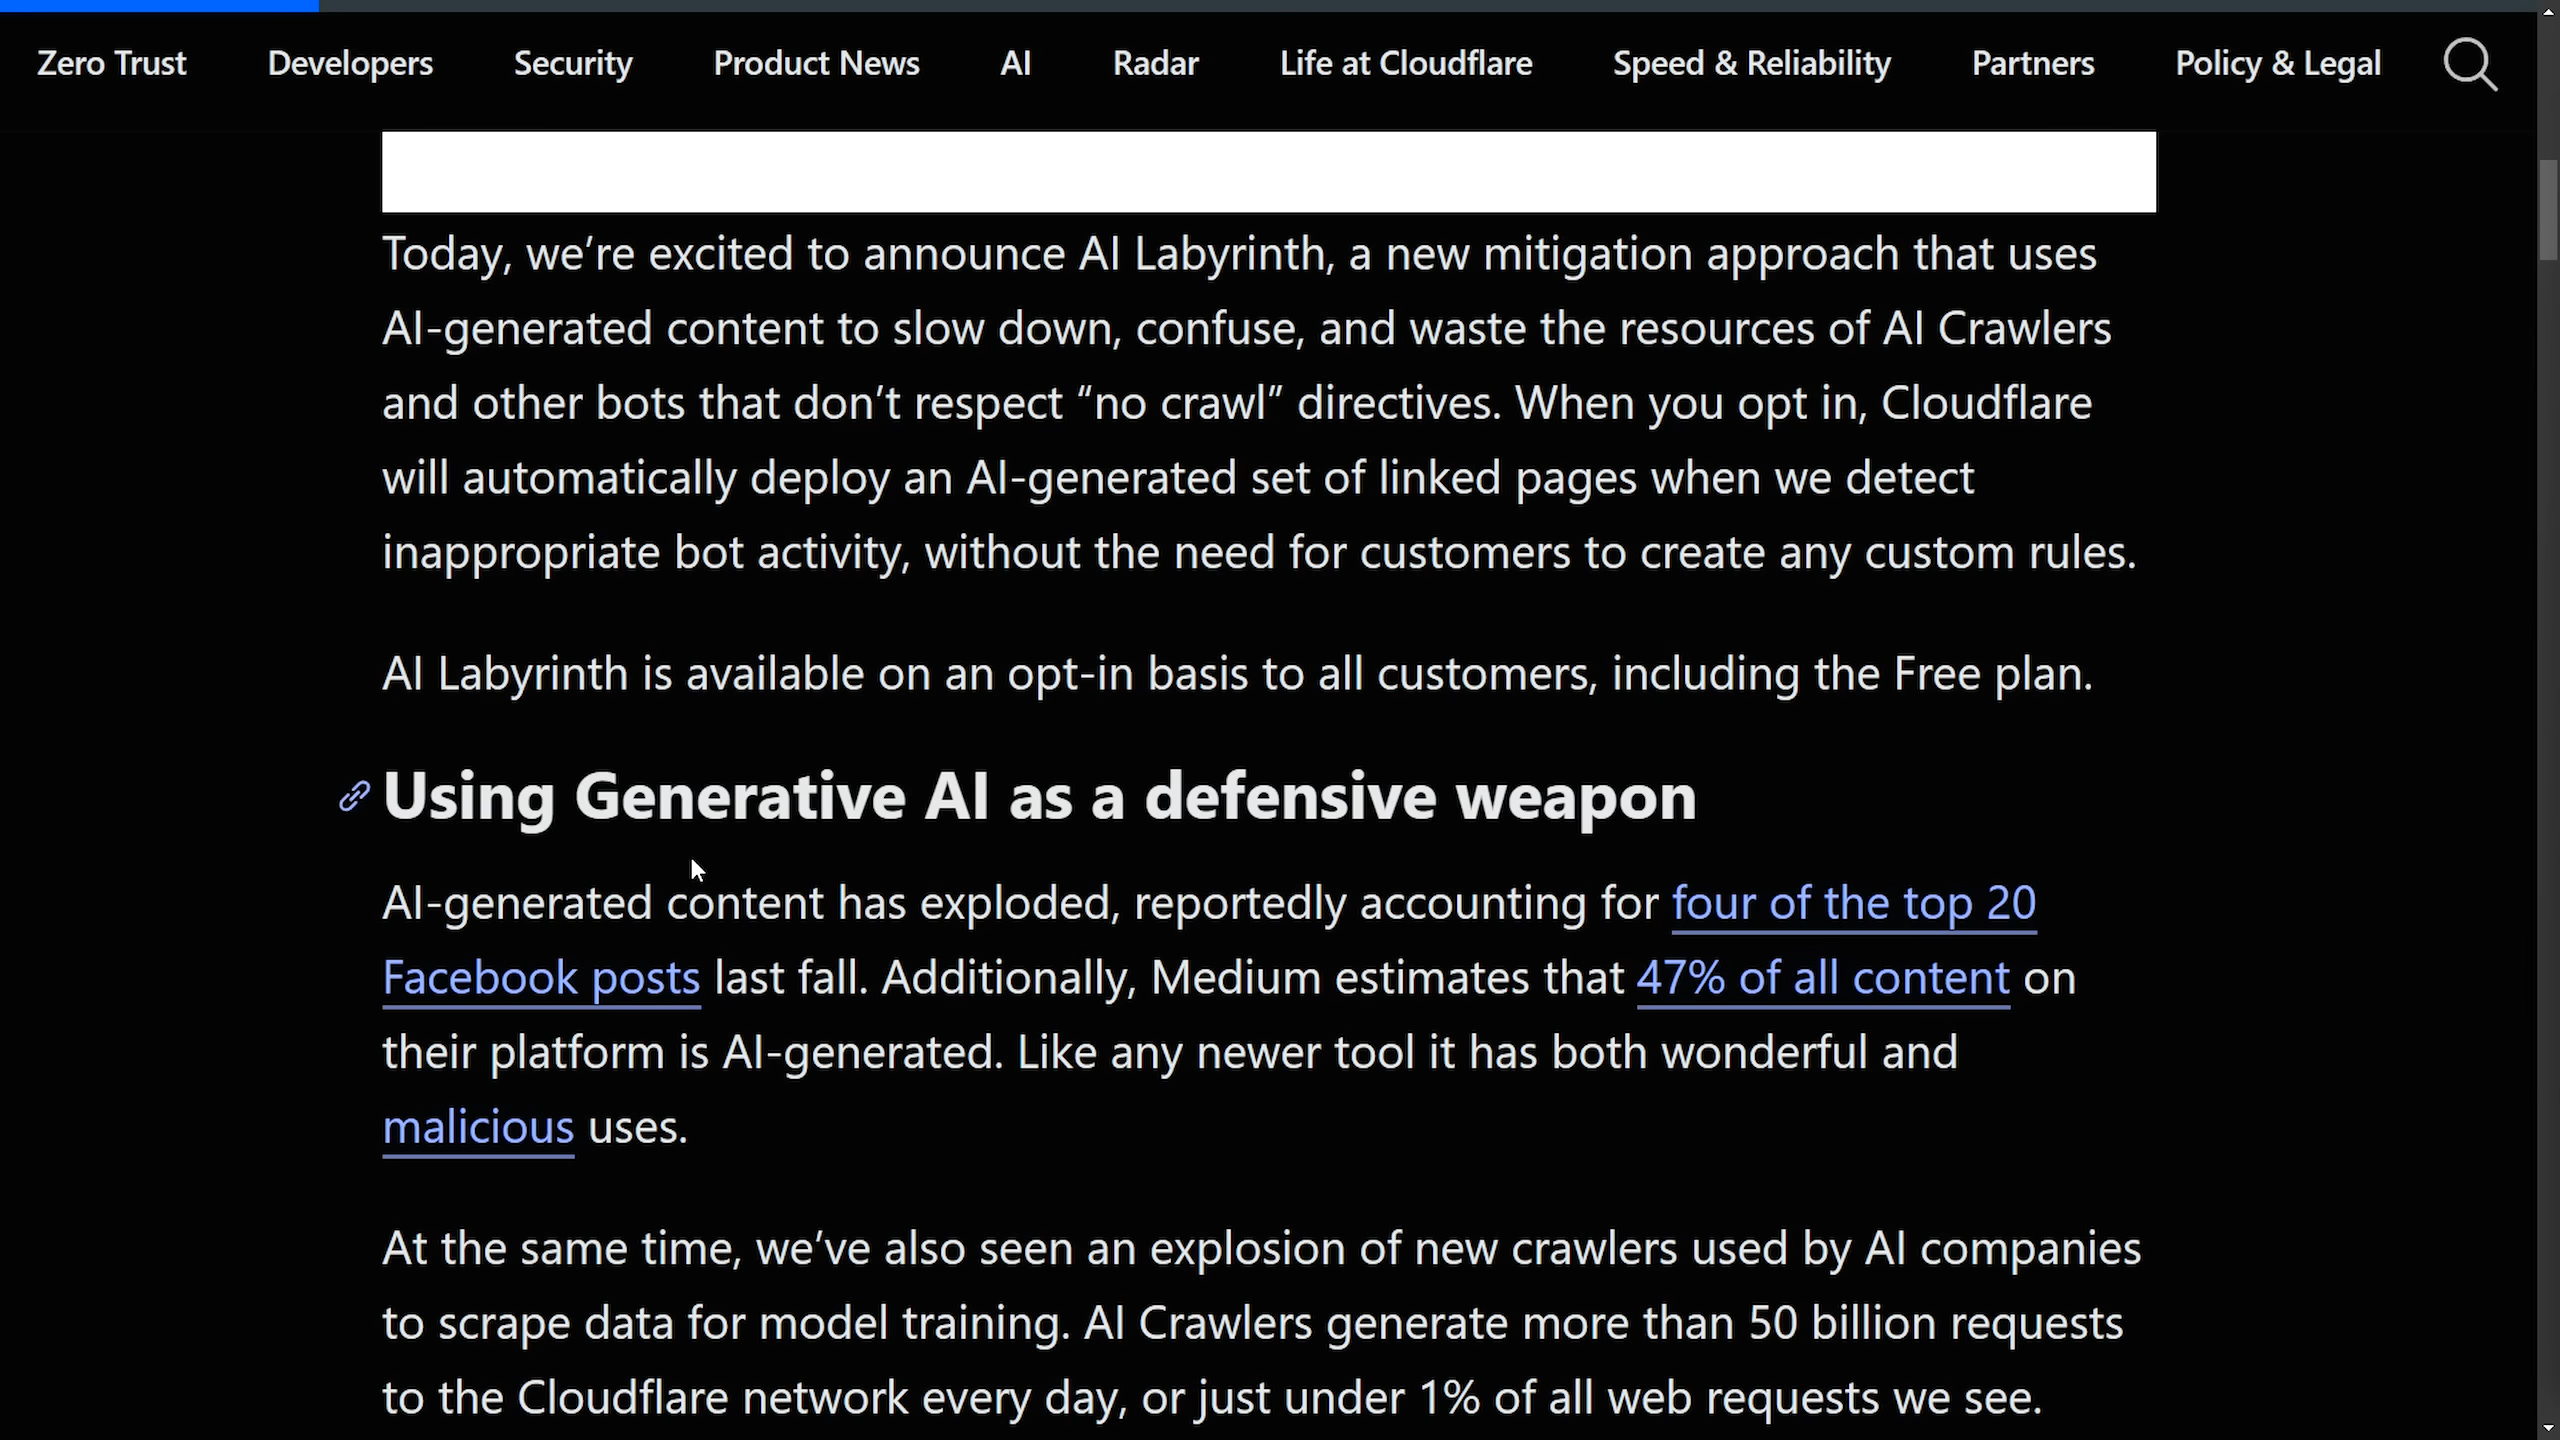 Zero Trust Developers Security Product News AI Radar Life at Cloudflare Speed & Reliability Partners Policy & Legal
Today, we’re excited to announce AI Labyrinth, a new mitigation approach that uses
AI-generated content to slow down, confuse, and waste the resources of AI Crawlers
and other bots that don’t respect “no crawl” directives. When you opt in, Cloudflare
will automatically deploy an AI-generated set of linked pages when we detect
inappropriate bot activity, without the need for customers to create any custom rules.
AI Labyrinth is available on an opt-in basis to all customers, including the Free plan.
Using Generative AI as a defensive weapon
AI-generated content has exploded, reportedly accounting for four of the top 20
Facebook posts last fall. Additionally, Medium estimates that 47% of all content on
their platform is AI-generated. Like any newer tool it has both wonderful and
malicious uses.
At the same time, we’ve also seen an explosion of new crawlers used by AI companies
to scrape data for model training. AI Crawlers generate more than 50 billion requests
to the Cloudflare network every day, or just under 1% of all web requests we see.